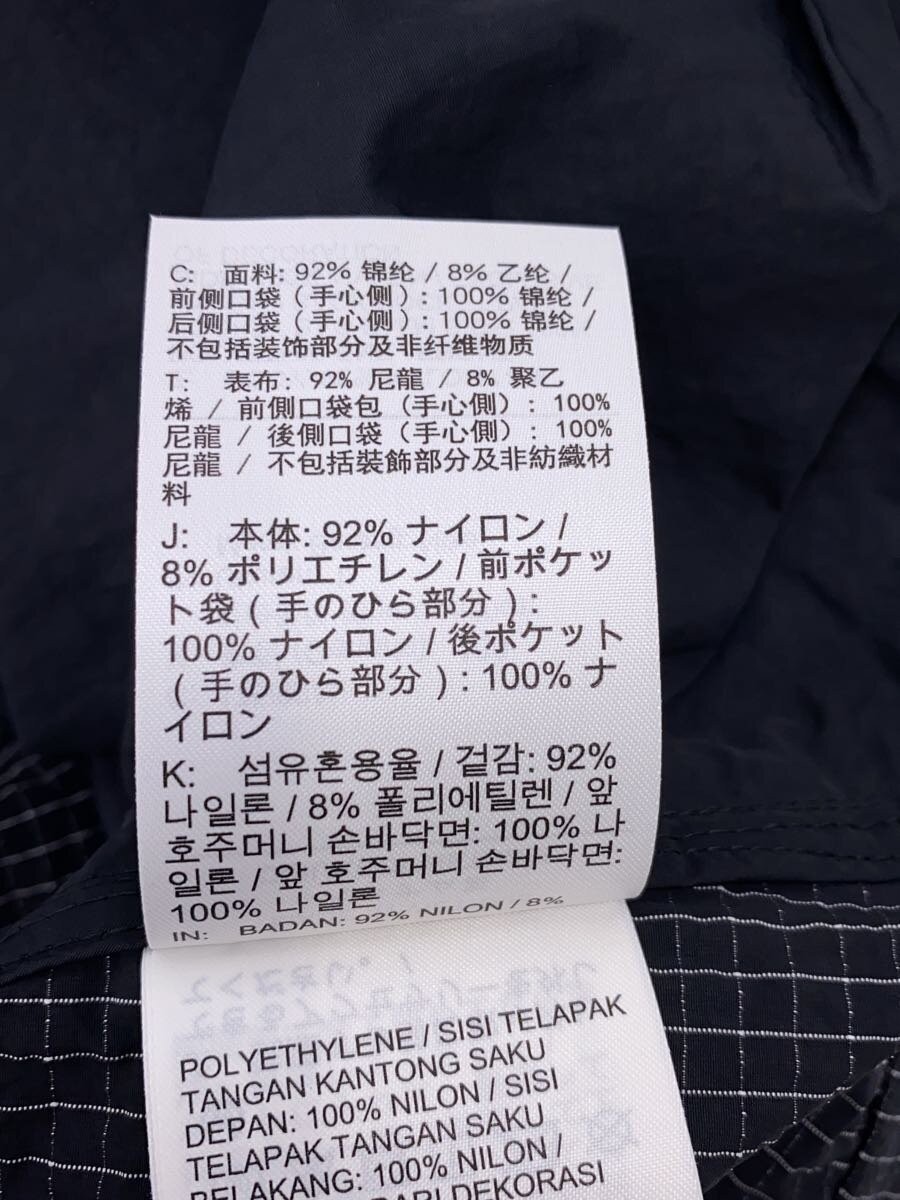 C: 面料: 92% 锦纶 / 8% 乙纶 /
前侧口袋 (手心侧) : 100% 锦纶 /
后侧口袋 (手心侧) : 100% 锦纶 /
不包括装饰部分及非纤维物质
T: 表布: 92% 尼龍 / 8% 聚乙
烯 / 前側口袋包 (手心側) : 100%
尼龍 / 後側口袋 (手心側) : 100%
尼龍 / 不包括裝飾部分及非紡織材
料
J: 本体: 92% ナイロン /
8% ポリエチレン / 前ポケッ
ト袋 ( 手のひら部分 ) :
100% ナイロン / 後ポケット
( 手のひら部分 ) : 100% ナ
イロン
K: 섬유혼용율 / 겉감: 92%
나일론 / 8% 폴리에틸렌 / 앞
호주머니 손바닥면: 100% 나
일론 / 앞 호주머니 손바닥면:
100% 나일론
IN: BADAN: 92% NILON / 8%
POLYETHYLENE / SISI TELAPAK
TANGAN KANTONG SAKU
DEPAN: 100% NILON / SISI
TELAPAK TANGAN SAKU
BELAKANG: 100% NILON /
DARI DEKORASI